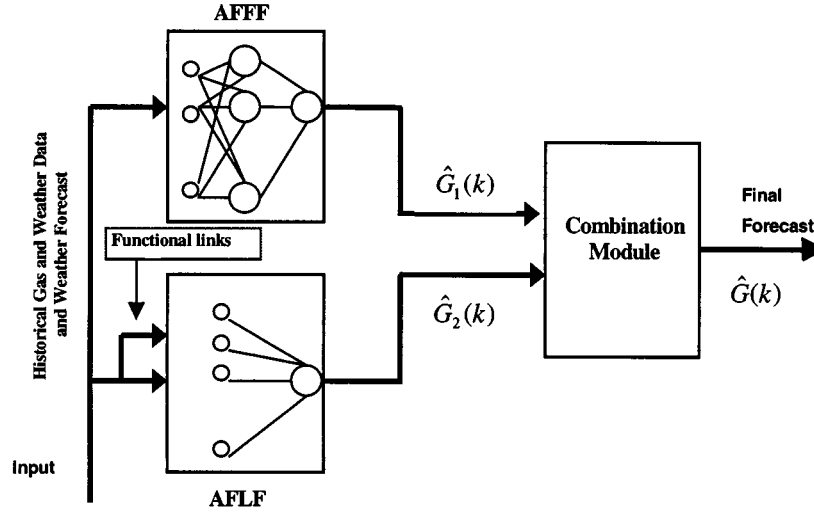 AFFF
Historical Gas and Weather Data
and Weather Forecast
Functional links
Input
AFLF
Ĝ₁(k)
Ĝ₂(k)
Combination
Module
Final
Forecast
Ĝ(k)